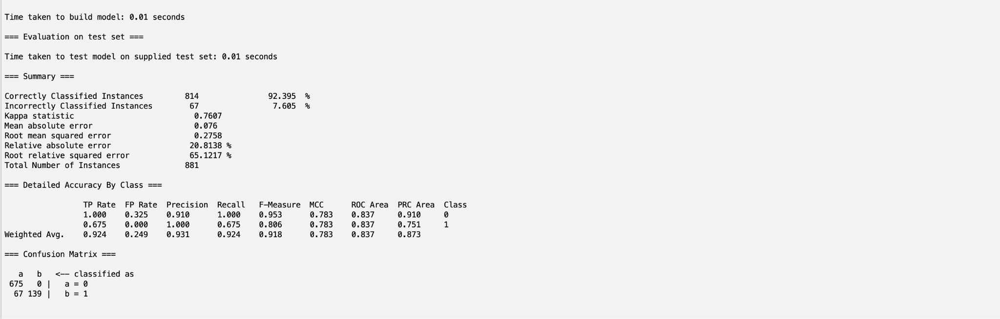 Time taken to build model: 0.01 seconds
=== Evaluation on test set ===
Time taken to test model on supplied test set: 0.01 seconds
=== Summary ===
Correctly Classified Instances         814               92.395  %
Incorrectly Classified Instances        67                7.605  %
Kappa statistic                          0.7607
Mean absolute error                      0.076
Root mean squared error                  0.2758
Relative absolute error                 20.8138 %
Root relative squared error             65.1217 %
Total Number of Instances              881
=== Detailed Accuracy By Class ===
                 TP Rate  FP Rate  Precision  Recall   F-Measure  MCC      ROC Area  PRC Area  Class
                 1.000    0.325    0.910      1.000    0.953      0.783    0.837     0.910     0
                 0.675    0.000    1.000      0.675    0.806      0.783    0.837     0.751     1
Weighted Avg.    0.924    0.249    0.931      0.924    0.918      0.783    0.837     0.873
=== Confusion Matrix ===
   a   b   <-- classified as
 675   0 |   a = 0
  67 139 |   b = 1